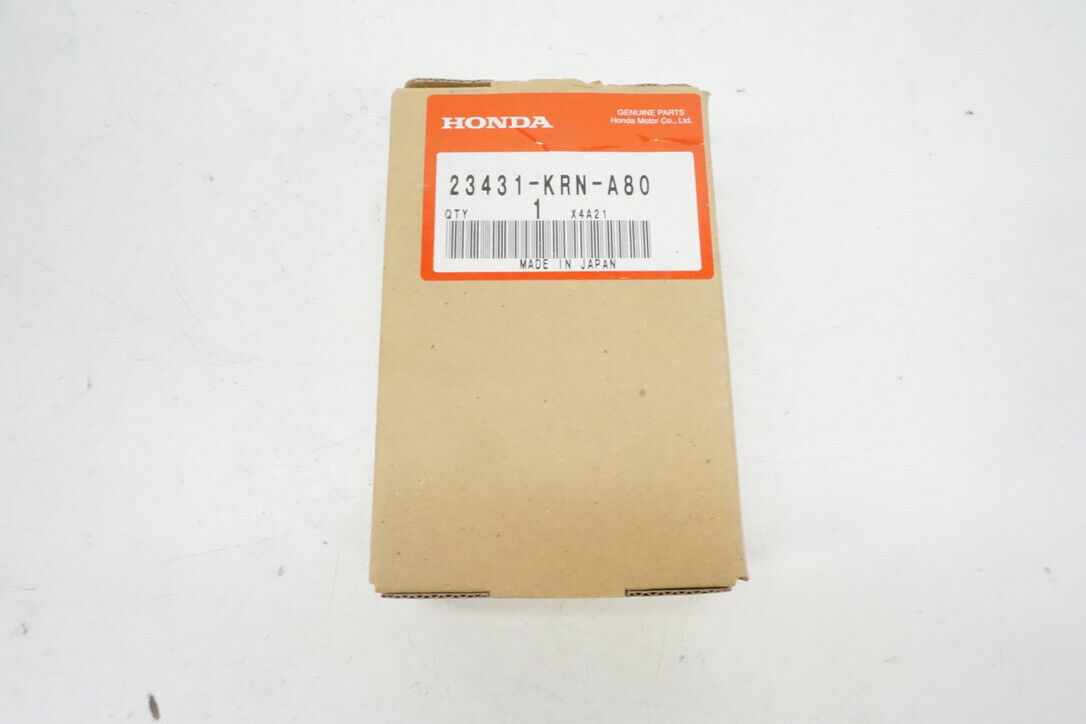 HONDA
GENUINE PARTS
Honda Motor Co., Ltd.
23431-KRN-A80
QTY 1 X4A21
MADE IN JAPAN